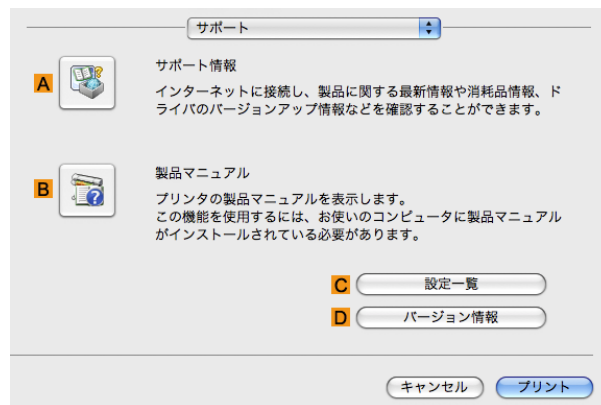 サポート
A
サポート情報
インターネットに接続し、製品に関する最新情報や消耗品情報、ド
ライバのバージョンアップ情報などを確認することができます。
B
製品マニュアル
プリンタの製品マニュアルを表示します。
この機能を使用するには、お使いのコンピュータに製品マニュアル
がインストールされている必要があります。
C 設定一覧
D バージョン情報
キャンセル プリント